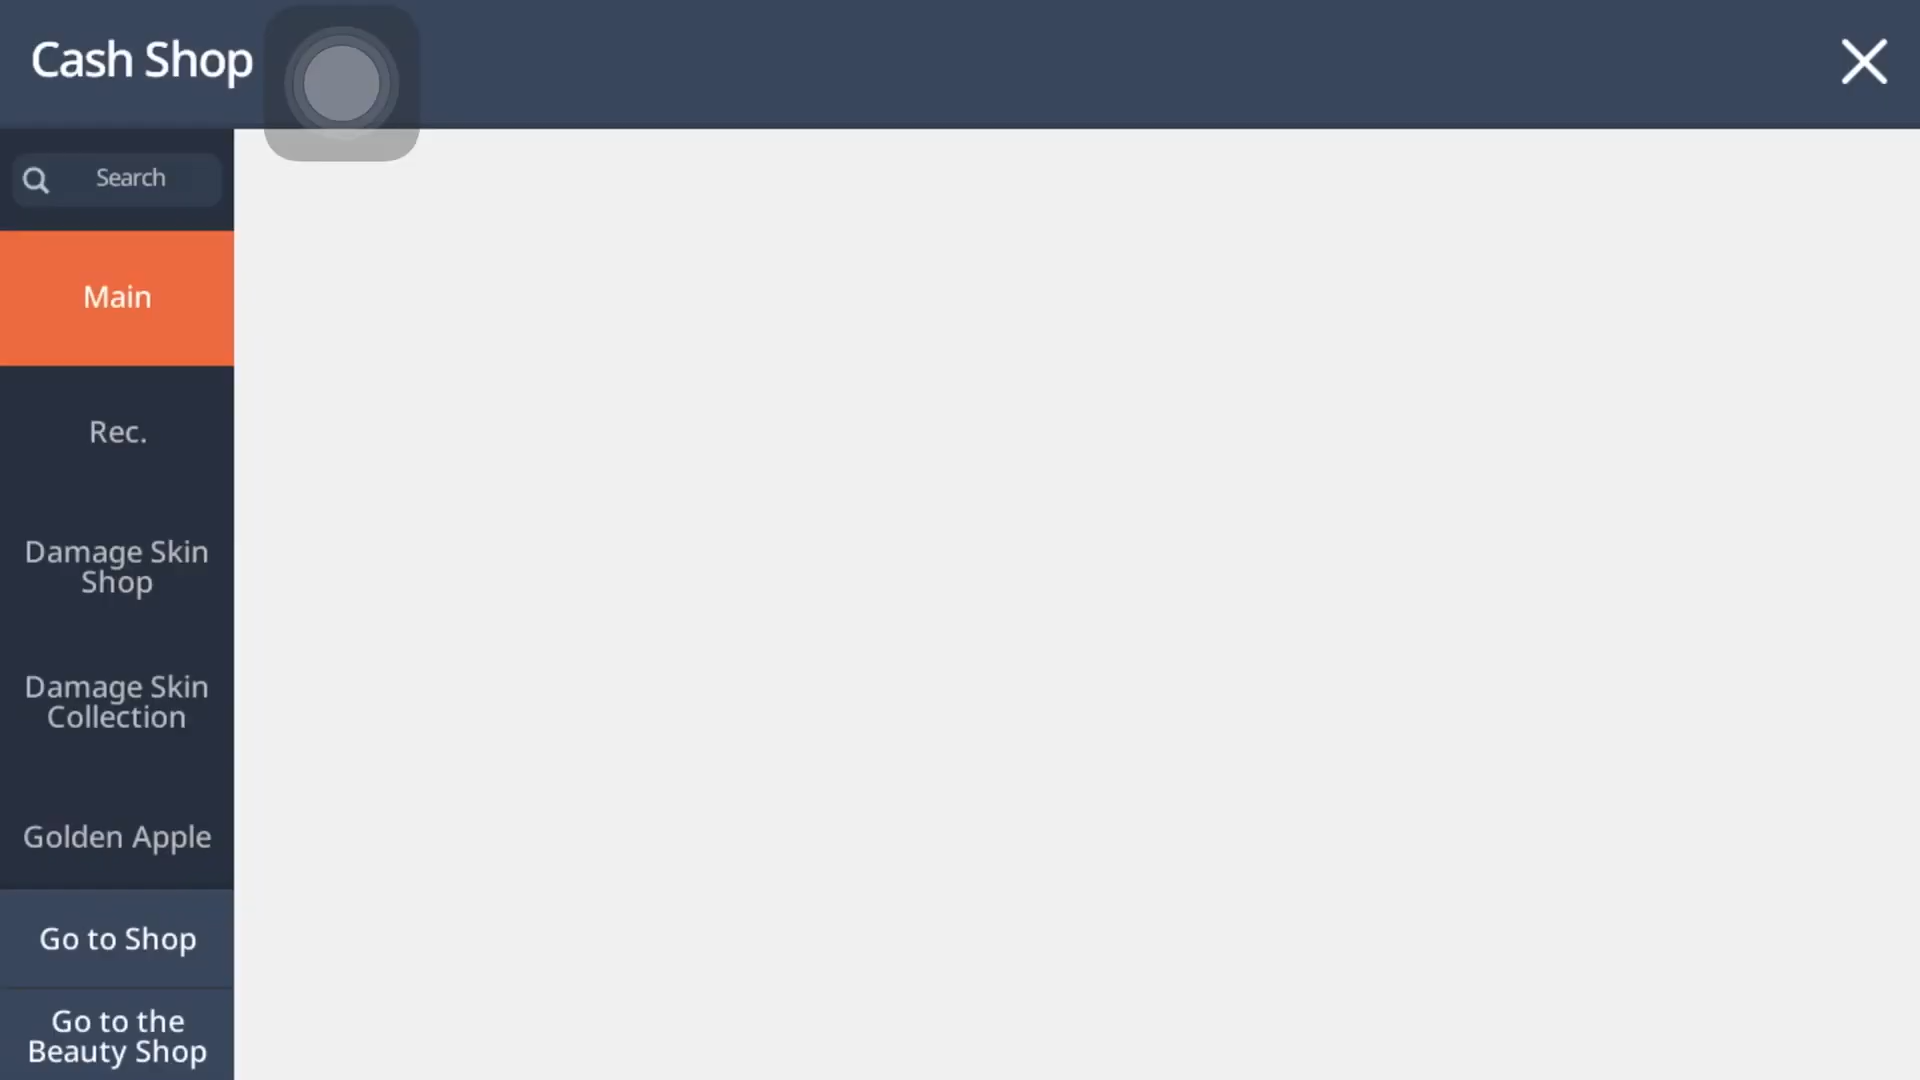 Cash Shop
Search
Main
Rec.
Damage Skin
Shop
Damage Skin
Collection
Golden Apple
Go to Shop
Go to the
Beauty Shop